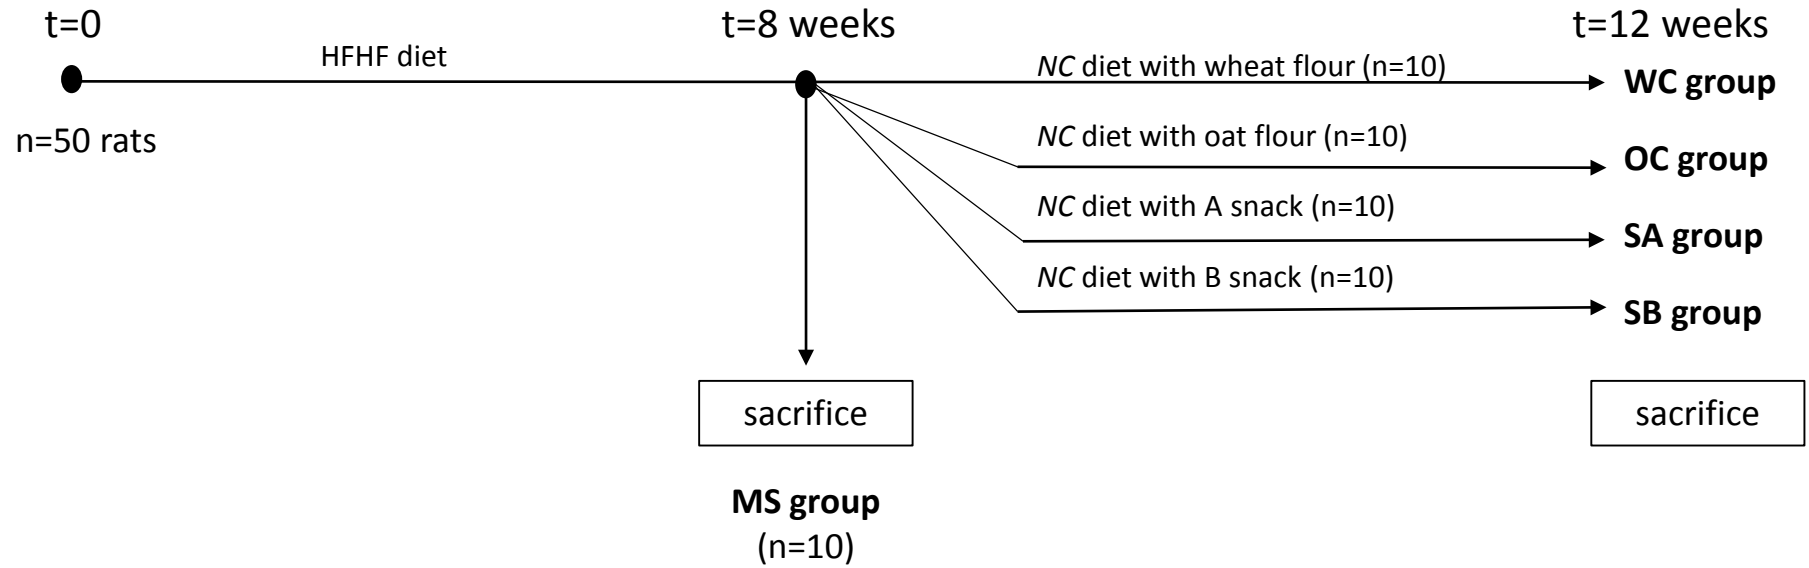 t=0
t=8 weeks
t=12 weeks
HFHF diet
n=50 rats
NC diet with wheat flour (n=10)
WC group
NC diet with oat flour (n=10)
OC group
NC diet with A snack (n=10)
SA group
NC diet with B snack (n=10)
SB group
sacrifice
sacrifice
MS group
(n=10)